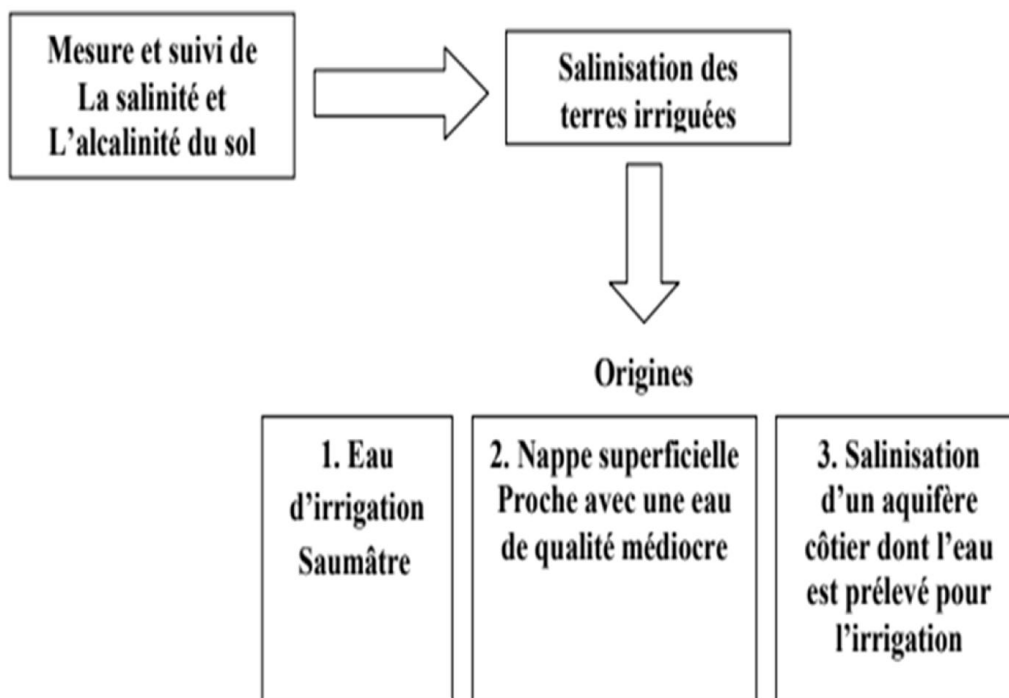 Mesure et suivi de
La salinité et
L'alcalinité du sol
Salinisation des
terres irriguées
Origines
1. Eau
d'irrigation
Saumâtre
2. Nappe superficielle
Proche avec une eau
de qualité médiocre
3. Salinisation
d'un aquifère
côtier dont l'eau
est prélevé pour
l'irrigation